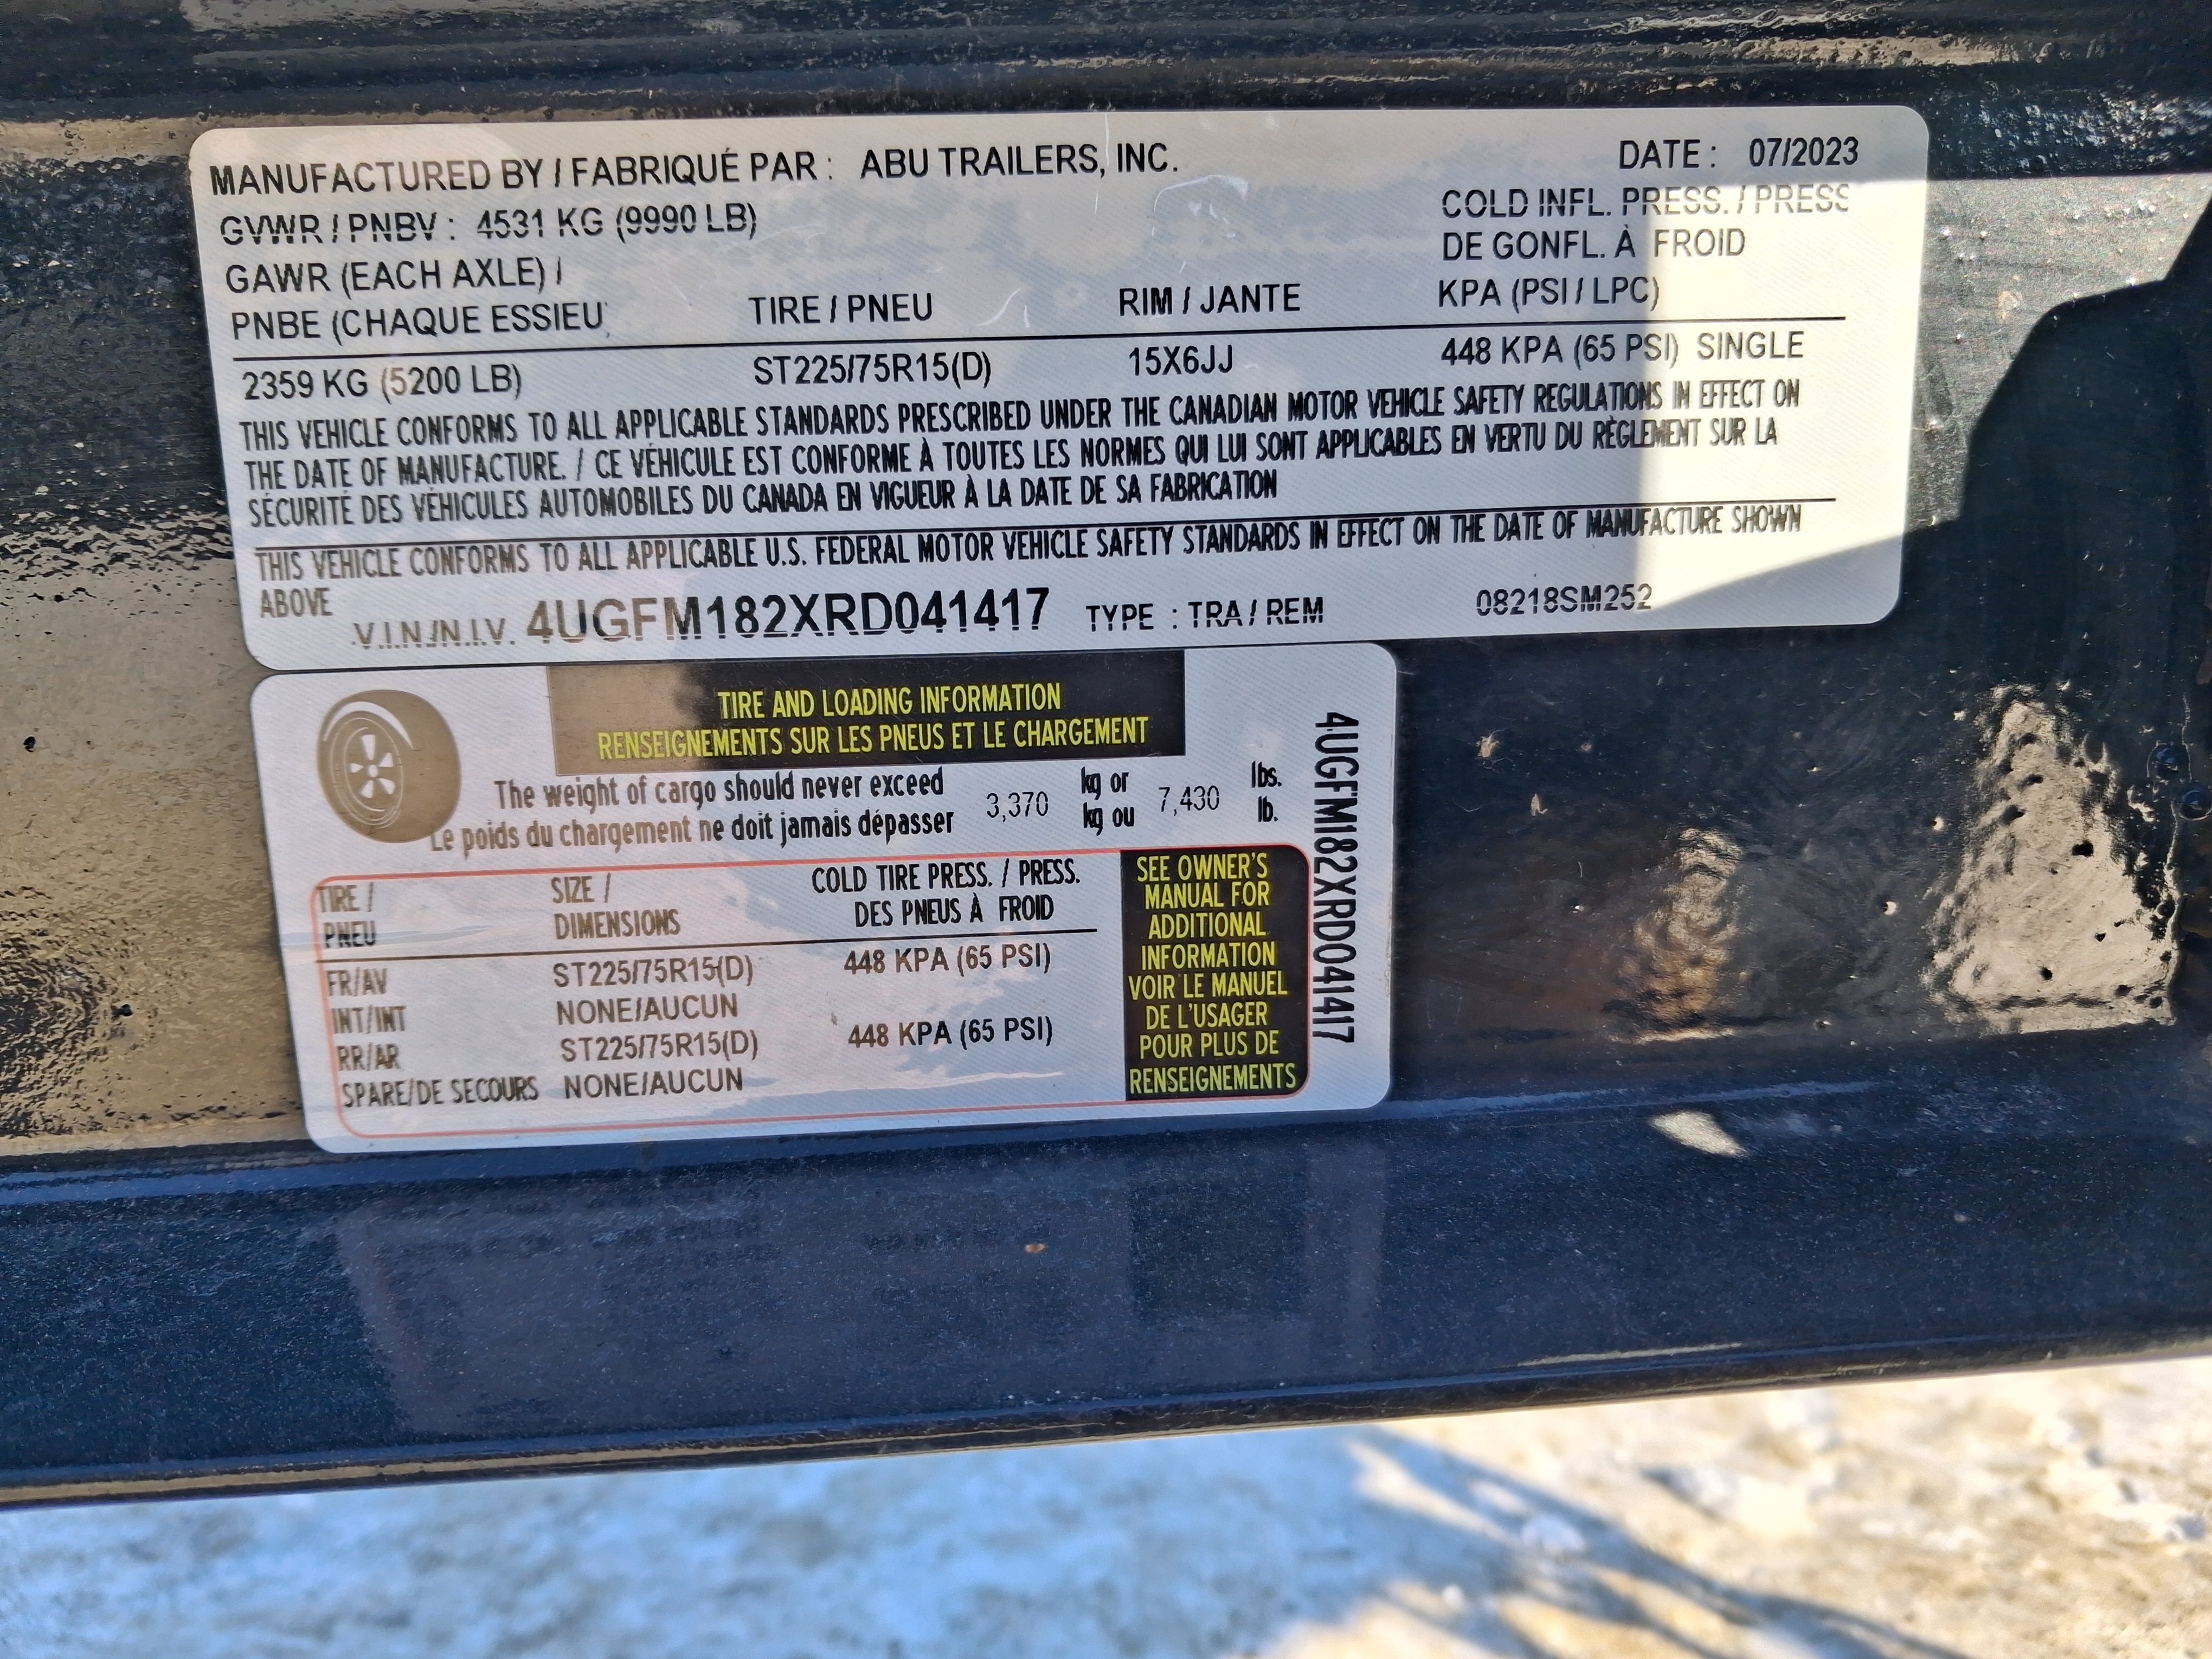 MANUFACTURED BY / FABRIQUÉ PAR : ABU TRAILERS, INC. DATE : 07/2023
GVWR / PNBV : 4531 KG (9990 LB) COLD INFL. PRESS. / PRESS
GAWR (EACH AXLE) / DE GONFL. À FROID
PNBE (CHAQUE ESSIEU TIRE / PNEU RIM / JANTE KPA (PSI / LPC)
2359 KG (5200 LB) ST225/75R15(D) 15X6JJ 448 KPA (65 PSI) SINGLE
THIS VEHICLE CONFORMS TO ALL APPLICABLE STANDARDS PRESCRIBED UNDER THE CANADIAN MOTOR VEHICLE SAFETY REGULATIONS IN EFFECT ON
THE DATE OF MANUFACTURE. / CE VÉHICULE EST CONFORME À TOUTES LES NORMES QUI LUI SONT APPLICABLES EN VERTU DU RÈGLEMENT SUR LA
SÉCURITÉ DES VÉHICULES AUTOMOBILES DU CANADA EN VIGUEUR À LA DATE DE SA FABRICATION
THIS VEHICLE CONFORMS TO ALL APPLICABLE U.S. FEDERAL MOTOR VEHICLE SAFETY STANDARDS IN EFFECT ON THE DATE OF MANUFACTURE SHOWN
ABOVE
V.I.N./N.I.V. 4UGFM182XRD041417 TYPE : TRA / REM 08218SM252
TIRE AND LOADING INFORMATION
RENSEIGNEMENTS SUR LES PNEUS ET LE CHARGEMENT
The weight of cargo should never exceed 3,370 kg or 7,430 lbs.
Le poids du chargement ne doit jamais dépasser kg ou lb.
TIRE / SIZE / COLD TIRE PRESS. / PRESS.
PNEU DIMENSIONS DES PNEUS À FROID
FR/AV ST225/75R15(D) 448 KPA (65 PSI)
INT/INT NONE/AUCUN
RR/AR ST225/75R15(D) 448 KPA (65 PSI)
SPARE/DE SECOURS NONE/AUCUN
SEE OWNER'S
MANUAL FOR
ADDITIONAL
INFORMATION
VOIR LE MANUEL
DE L'USAGER
POUR PLUS DE
RENSEIGNEMENTS
4UGFM182XRD041417